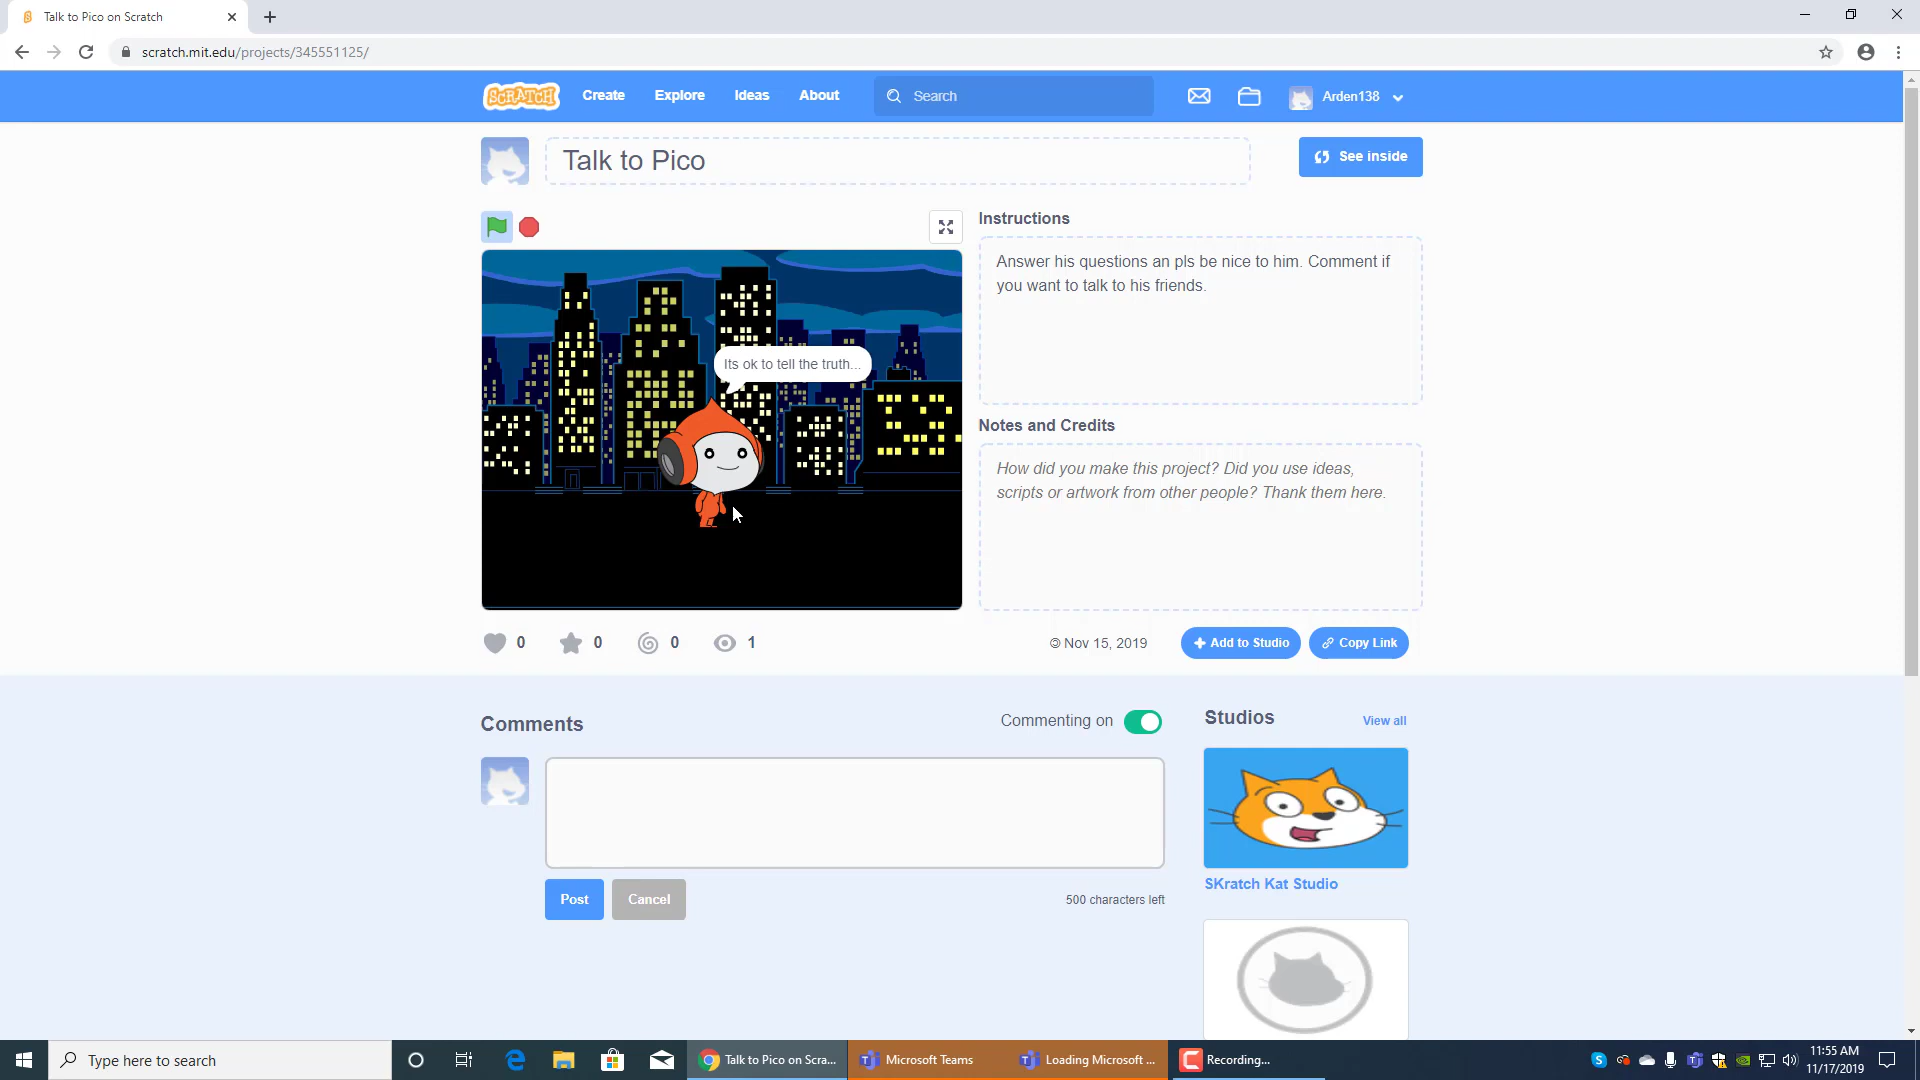 Talk to Pico on Scratch
scratch.mit.edu/projects/345551125/
SCRATCH
Create
Explore
Ideas
About
Search
Arden138
Talk to Pico
See inside
Instructions
Answer his questions an pls be nice to him. Comment if
you want to talk to his friends.
Its ok to tell the truth...
Notes and Credits
How did you make this project? Did you use ideas,
scripts or artwork from other people? Thank them here.
0
0
0
1
© Nov 15, 2019
Add to Studio
Copy Link
Comments
Commenting on
Post
Cancel
500 characters left
Studios
View all
SKratch Kat Studio
Type here to search
Talk to Pico on Scra...
Microsoft Teams
Loading Microsoft ...
Recording...
11:55 AM
11/17/2019